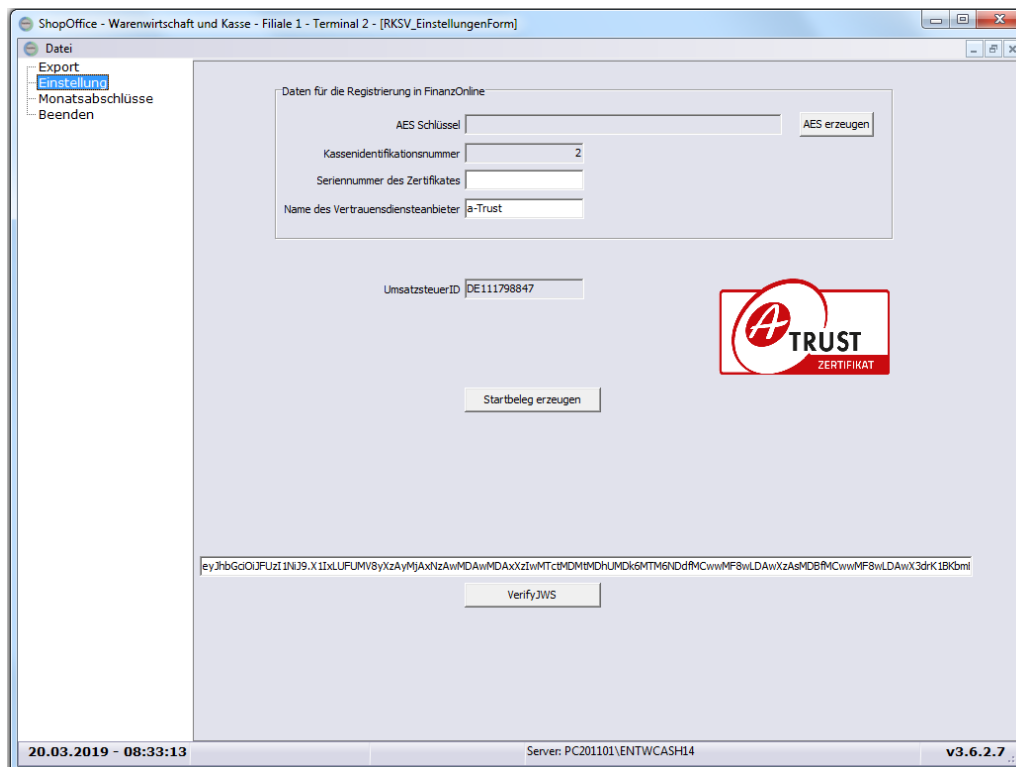 ShopOffice - Warenwirtschaft und Kasse - Filiale 1 - Terminal 2 - [RKSV_EinstellungenForm]
Datei
Export
Einstellung
Monatsabschlüsse
Beenden
Daten für die Registrierung in FinanzOnline
AES Schlüssel
AES erzeugen
Kassenidentifikationsnummer 2
Seriennummer des Zertifikates
Name des Vertrauensdiensteanbieter a-Trust
UmsatzsteuerID DE111798847
A TRUST
ZERTIFIKAT
Startbeleg erzeugen
VerifyJWS
20.03.2019 - 08:33:13 Server: PC201101\ENTWCASH14 v3.6.2.7